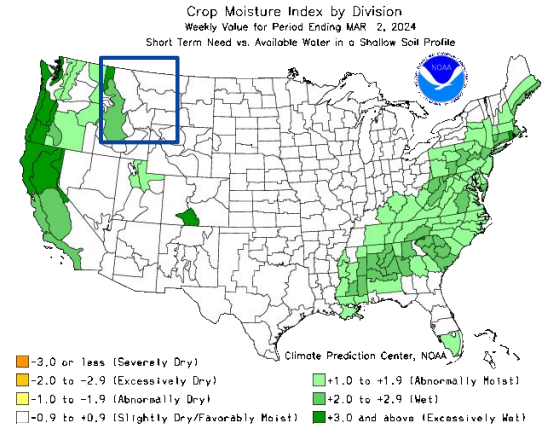 Crop Moisture Index by Division
Weekly Value for Period Ending MAR 2, 2024
Short Term Need vs. Available Water in a Shallow Soil Profile
NOAA
Climate Prediction Center, NOAA
-3.0 or less (Severely Dry)
-2.0 to -2.9 (Excessively Dry)
-1.0 to -1.9 (Abnormally Dry)
-0.9 to +0.9 (Slightly Dry/Favorably Moist)
+1.0 to +1.9 (Abnormally Moist)
+2.0 to +2.9 (Wet)
+3.0 and above (Excessively Wet)